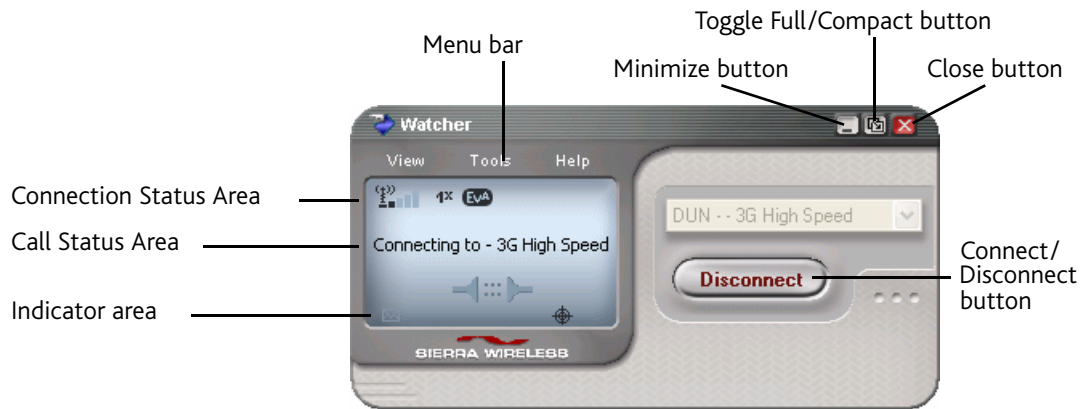 Toggle Full/Compact button
Menu bar
Minimize button
Close button
Watcher
View Tools Help
Connection Status Area
1X EvA
DUN - - 3G High Speed
Call Status Area
Connecting to - 3G High Speed
Connect/
Disconnect
button
Disconnect
Indicator area
SIERRA WIRELESS